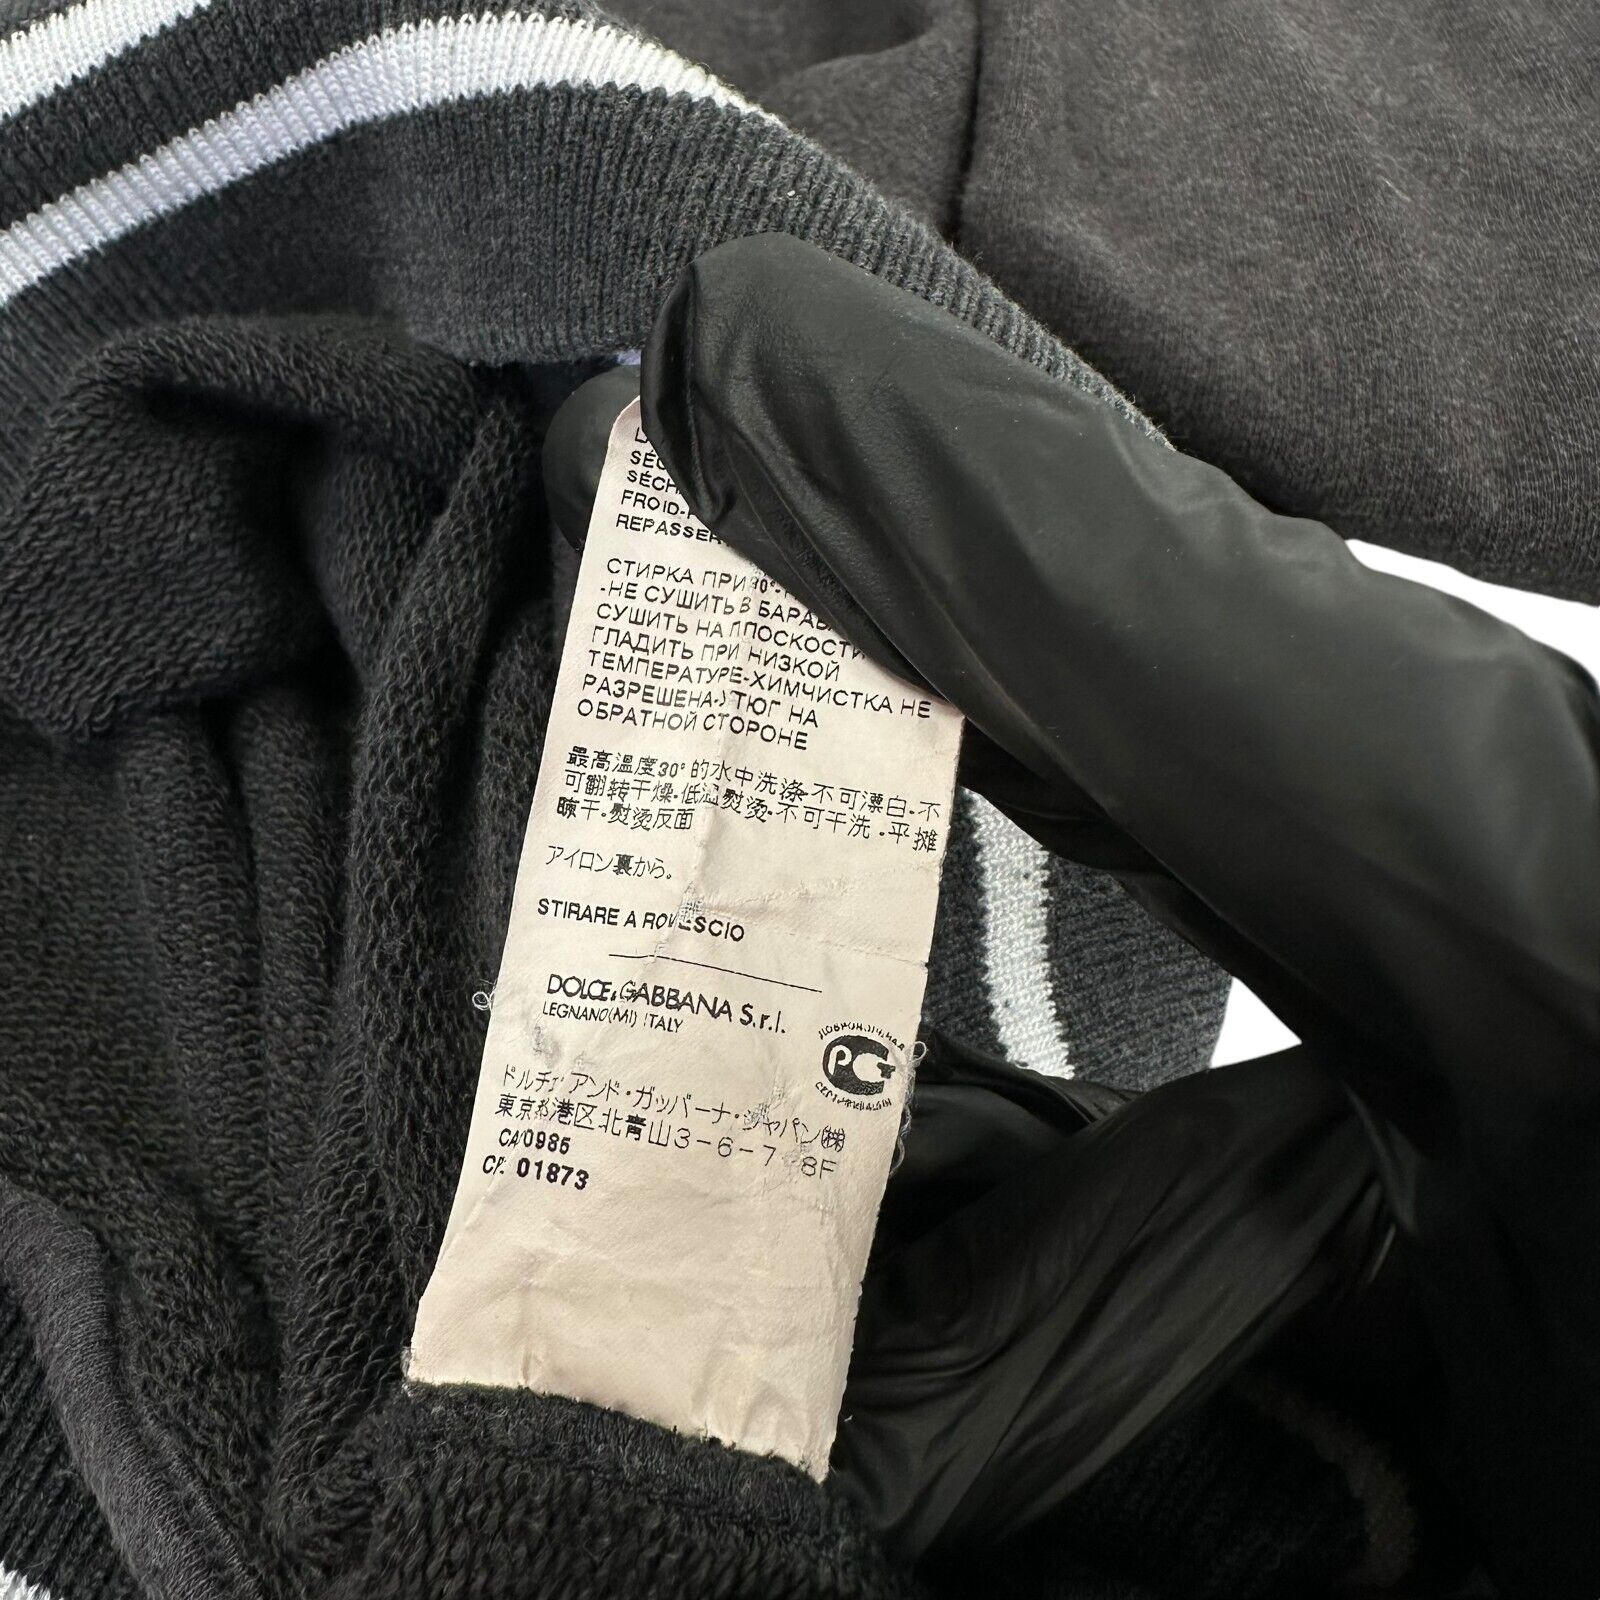 FROID-
REPASSER
СТИРКА ПРИ 30°-
-НЕ СУШИТЬ В БАРАБ
СУШИТЬ НА ПЛОСКОСТИ
ГЛАДИТЬ ПРИ НИЗКОЙ
ТЕМПЕРАТУРЕ-ХИМЧИСТКА НЕ
РАЗРЕШЕНА-УТЮГ НА
ОБРАТНОЙ СТОРОНЕ
最高溫度30°的水中洗涤·不可漂白·不
可翻转干燥·低温熨烫·不可干洗·平摊
晾干·熨烫反面
アイロン裏から。
STIRARE A ROVESCIO
DOLCE & GABBANA S.r.l.
LEGNANO (MI) ITALY
PC
ドルチェ アンド・ガッバーナ・ジャパン㈱
東京都港区北青山3-6-7 8F
CA 0985
01873